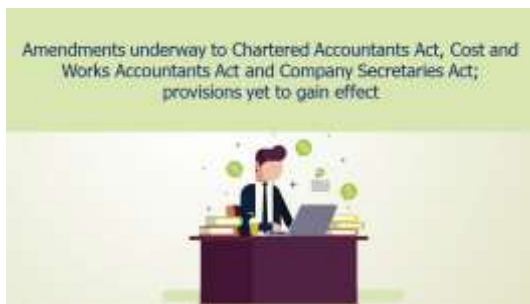 Amendments underway to Chartered Accountants Act, Cost and
Works Accountants Act and Company Secretaries Act;
provisions yet to gain effect